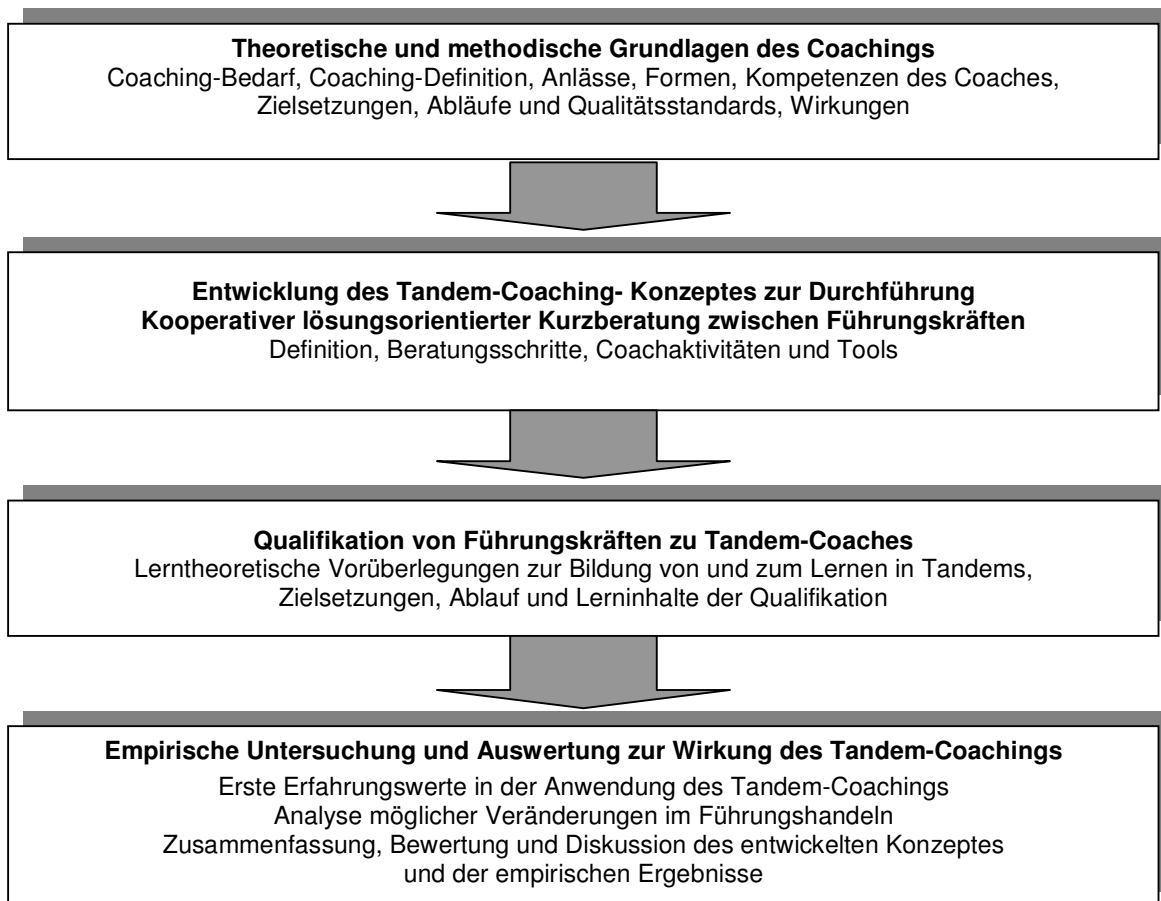 Theoretische und methodische Grundlagen des Coachings
Coaching-Bedarf, Coaching-Definition, Anlässe, Formen, Kompetenzen des Coaches,
Zielsetzungen, Abläufe und Qualitätsstandards, Wirkungen
Entwicklung des Tandem-Coaching- Konzeptes zur Durchführung
Kooperativer lösungsorientierter Kurzberatung zwischen Führungskräften
Definition, Beratungsschritte, Coachaktivitäten und Tools
Qualifikation von Führungskräften zu Tandem-Coaches
Lerntheoretische Vorüberlegungen zur Bildung von und zum Lernen in Tandems,
Zielsetzungen, Ablauf und Lerninhalte der Qualifikation
Empirische Untersuchung und Auswertung zur Wirkung des Tandem-Coachings
Erste Erfahrungswerte in der Anwendung des Tandem-Coachings
Analyse möglicher Veränderungen im Führungshandeln
Zusammenfassung, Bewertung und Diskussion des entwickelten Konzeptes
und der empirischen Ergebnisse